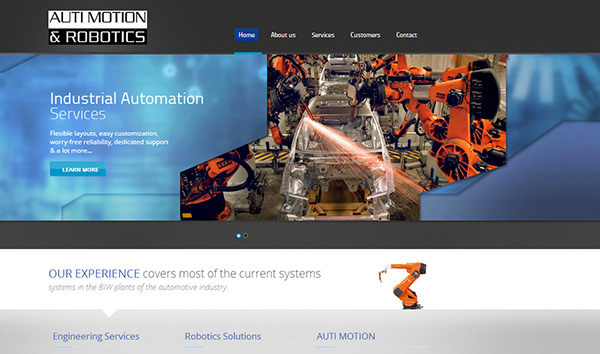 AUTI MOTION
& ROBOTICS
Home About us Services Customers Contact
Industrial Automation
Services
Flexible layouts, easy customization,
worry-free reliability, dedicated support
& a lot more...
LEARN MORE
OUR EXPERIENCE covers most of the current systems
systems in the BIW plants of the automotive industry.
Engineering Services Robotics Solutions AUTI MOTION